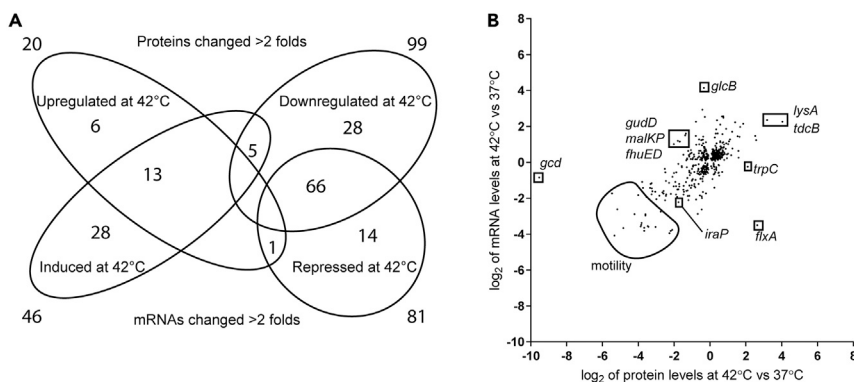 A
20
Proteins changed >2 folds
99
Upregulated at 42°C
Downregulated at 42°C
6
28
5
13
66
28
14
1
Induced at 42°C
Repressed at 42°C
46
mRNAs changed >2 folds
81
B
log2 of mRNA levels at 42°C vs 37°C
8
6
4
2
0
-2
-4
-6
-8
-10
glcB
lysA
tdcB
gudD
malKP
fhuED
gcd
trpC
iraP
flxA
motility
-10 -8 -6 -4 -2 0 2 4 6 8
log2 of protein levels at 42°C vs 37°C